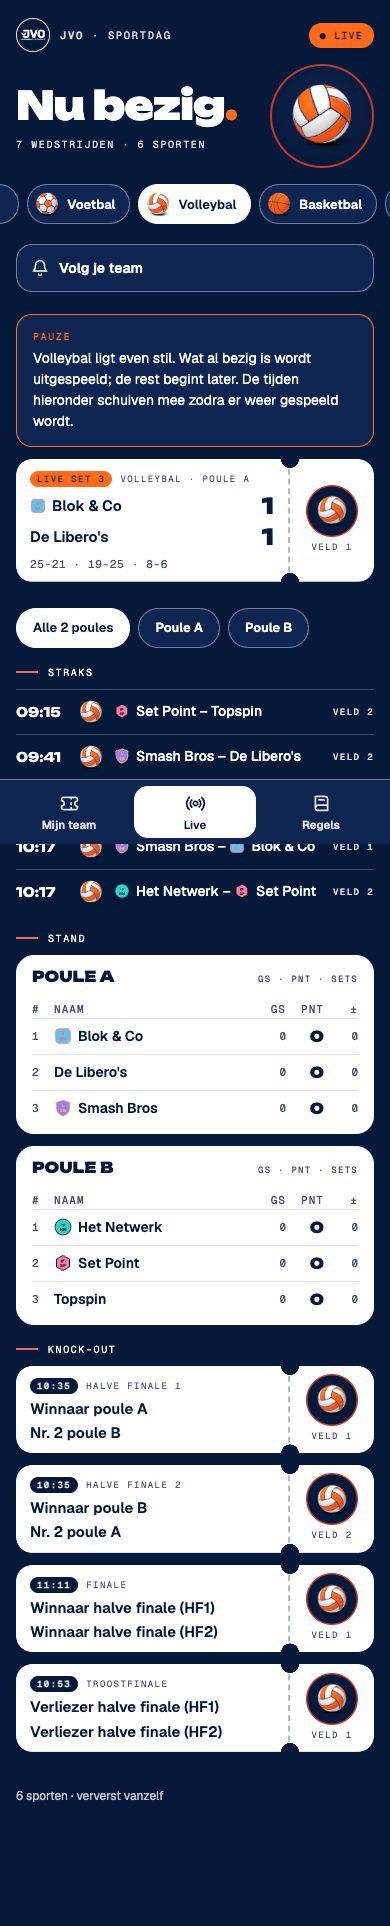 JVO JVO · SPORTDAG
● LIVE
Nu bezig.
7 WEDSTRIJDEN · 6 SPORTEN
Voetbal
Volleybal
Basketbal
Volg je team
PAUZE
Volleybal ligt even stil. Wat al bezig is wordt
uitgespeeld; de rest begint later. De tijden
hieronder schuiven mee zodra er weer gespeeld
wordt.
LIVE SET 3 VOLLEYBAL · POULE A
Blok & Co 1
De Libero's 1
25-21 · 19-25 · 8-6
VELD 1
Alle 2 poules
Poule A
Poule B
STRAKS
09:15 Set Point – Topspin VELD 2
09:41 Smash Bros – De Libero's VELD 2
Mijn team
Live
Regels
10:17 Smash Bros – Blok & Co VELD 1
10:17 Het Netwerk – Set Point VELD 2
STAND
POULE A GS · PNT · SETS
# NAAM GS PNT ±
1 Blok & Co 0 0 0
2 De Libero's 0 0 0
3 Smash Bros 0 0 0
POULE B GS · PNT · SETS
# NAAM GS PNT ±
1 Het Netwerk 0 0 0
2 Set Point 0 0 0
3 Topspin 0 0 0
KNOCK-OUT
10:35 HALVE FINALE 1
Winnaar poule A
Nr. 2 poule B
VELD 1
10:35 HALVE FINALE 2
Winnaar poule B
Nr. 2 poule A
VELD 2
11:11 FINALE
Winnaar halve finale (HF1)
Winnaar halve finale (HF2)
VELD 1
10:53 TROOSTFINALE
Verliezer halve finale (HF1)
Verliezer halve finale (HF2)
VELD 1
6 sporten · ververst vanzelf